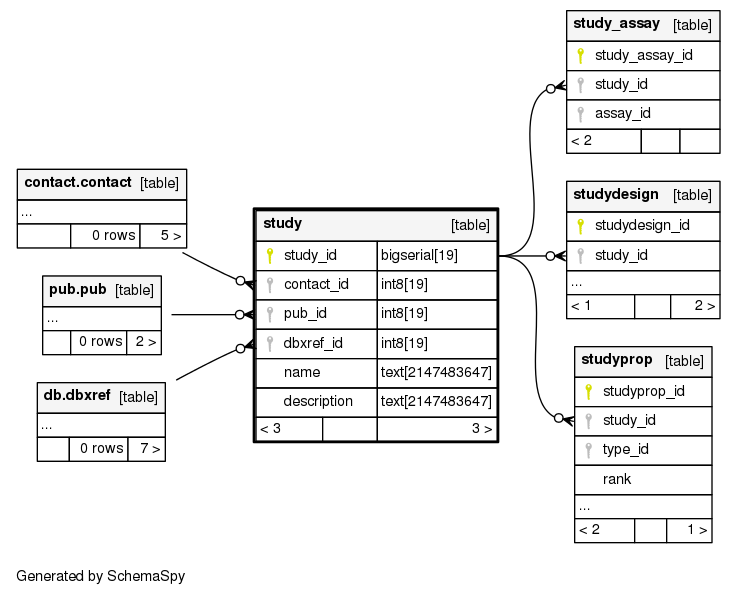 study_assay [table]
study_assay_id
study_id
assay_id
< 2
contact.contact [table]
...
0 rows 5 >
pub.pub [table]
...
0 rows 2 >
db.dbxref [table]
...
0 rows 7 >
study [table]
study_id bigserial[19]
contact_id int8[19]
pub_id int8[19]
dbxref_id int8[19]
name text[2147483647]
description text[2147483647]
< 3 3 >
studydesign [table]
studydesign_id
study_id
...
< 1 2 >
studyprop [table]
studyprop_id
study_id
type_id
rank
...
< 2 1 >
Generated by SchemaSpy